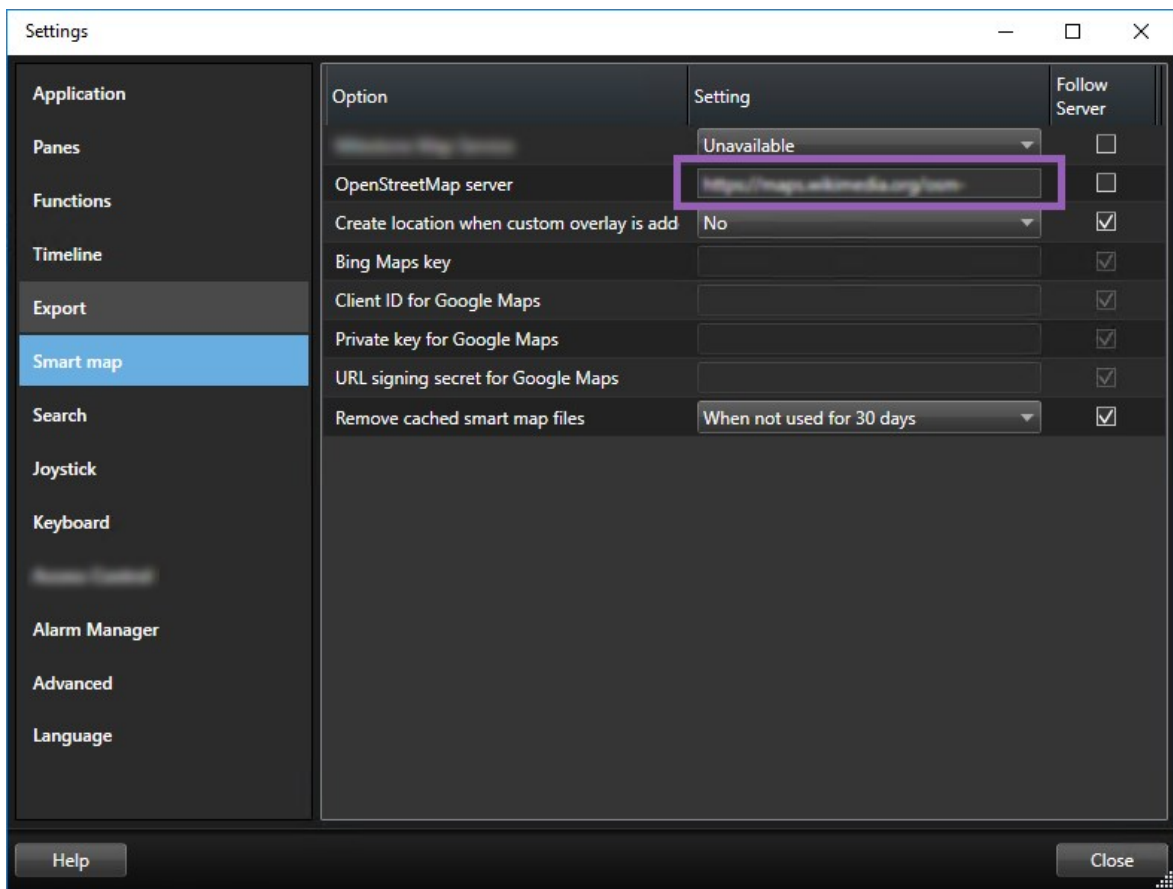 Settings
Application
Panes
Functions
Timeline
Export
Smart map
Search
Joystick
Keyboard
Alarm Manager
Advanced
Language
Option Setting Follow Server
Unavailable
OpenStreetMap server
Create location when custom overlay is add No
Bing Maps key
Client ID for Google Maps
Private key for Google Maps
URL signing secret for Google Maps
Remove cached smart map files When not used for 30 days
Help Close